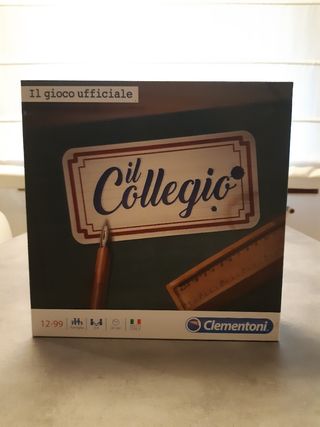 Il gioco ufficiale
il
Collegio
12-99
Clementoni